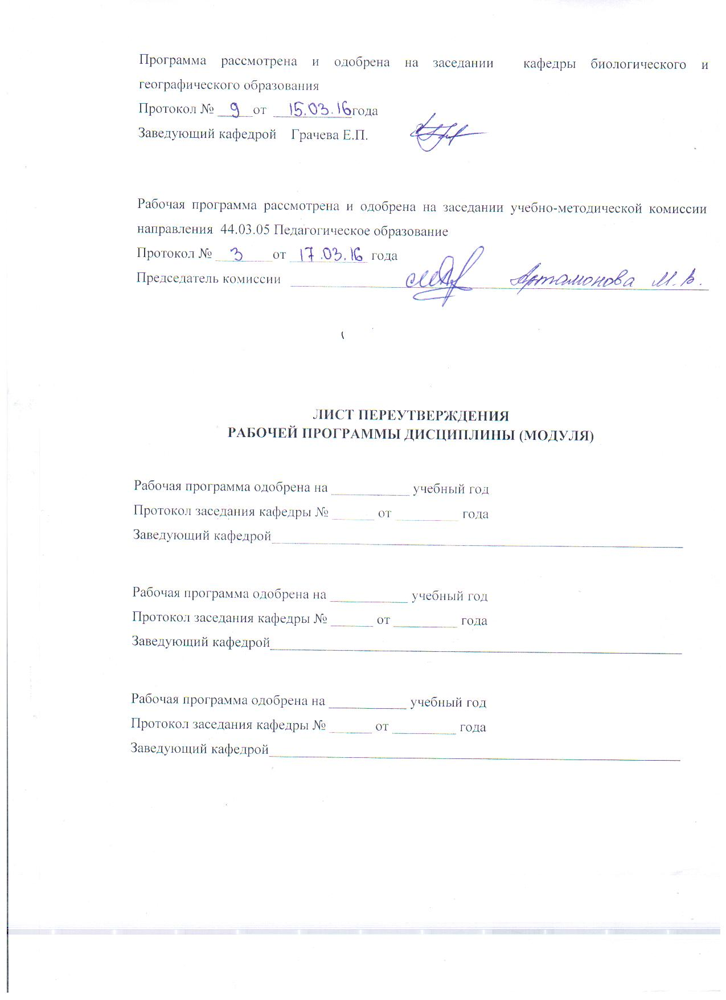 Программа рассмотрена и одобрена на заседании кафедры биологического и
географического образования
Протокол № 9 от 15.03.16года
Заведующий кафедрой Грачева Е.П.
Рабочая программа рассмотрена и одобрена на заседании учебно-методической комиссии
направления 44.03.05 Педагогическое образование
Протокол № 3 от 17.03.16 года
Председатель комиссии Артамонова М.В.
ЛИСТ ПЕРЕУТВЕРЖДЕНИЯ
РАБОЧЕЙ ПРОГРАММЫ ДИСЦИПЛИНЫ (МОДУЛЯ)
Рабочая программа одобрена на ___________ учебный год
Протокол заседания кафедры № ______ от _________ года
Заведующий кафедрой___________
Рабочая программа одобрена на ___________ учебный год
Протокол заседания кафедры № ______ от _________ года
Заведующий кафедрой___________
Рабочая программа одобрена на ___________ учебный год
Протокол заседания кафедры № ______ от _________ года
Заведующий кафедрой___________